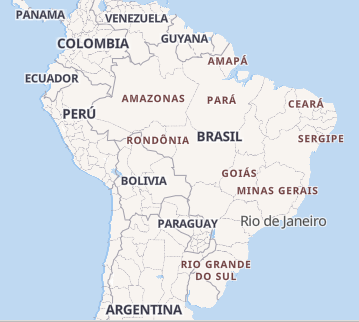 PANAMA
VENEZUELA
GUYANA
COLOMBIA
AMAPÁ
ECUADOR
AMAZONAS
PARÁ
CEARÁ
PERÚ
BRASIL
RONDÔNIA
SERGIPE
GOIÁS
BOLIVIA
MINAS GERAIS
PARAGUAY
Rio de Janeiro
RIO GRANDE
DO SUL
ARGENTINA